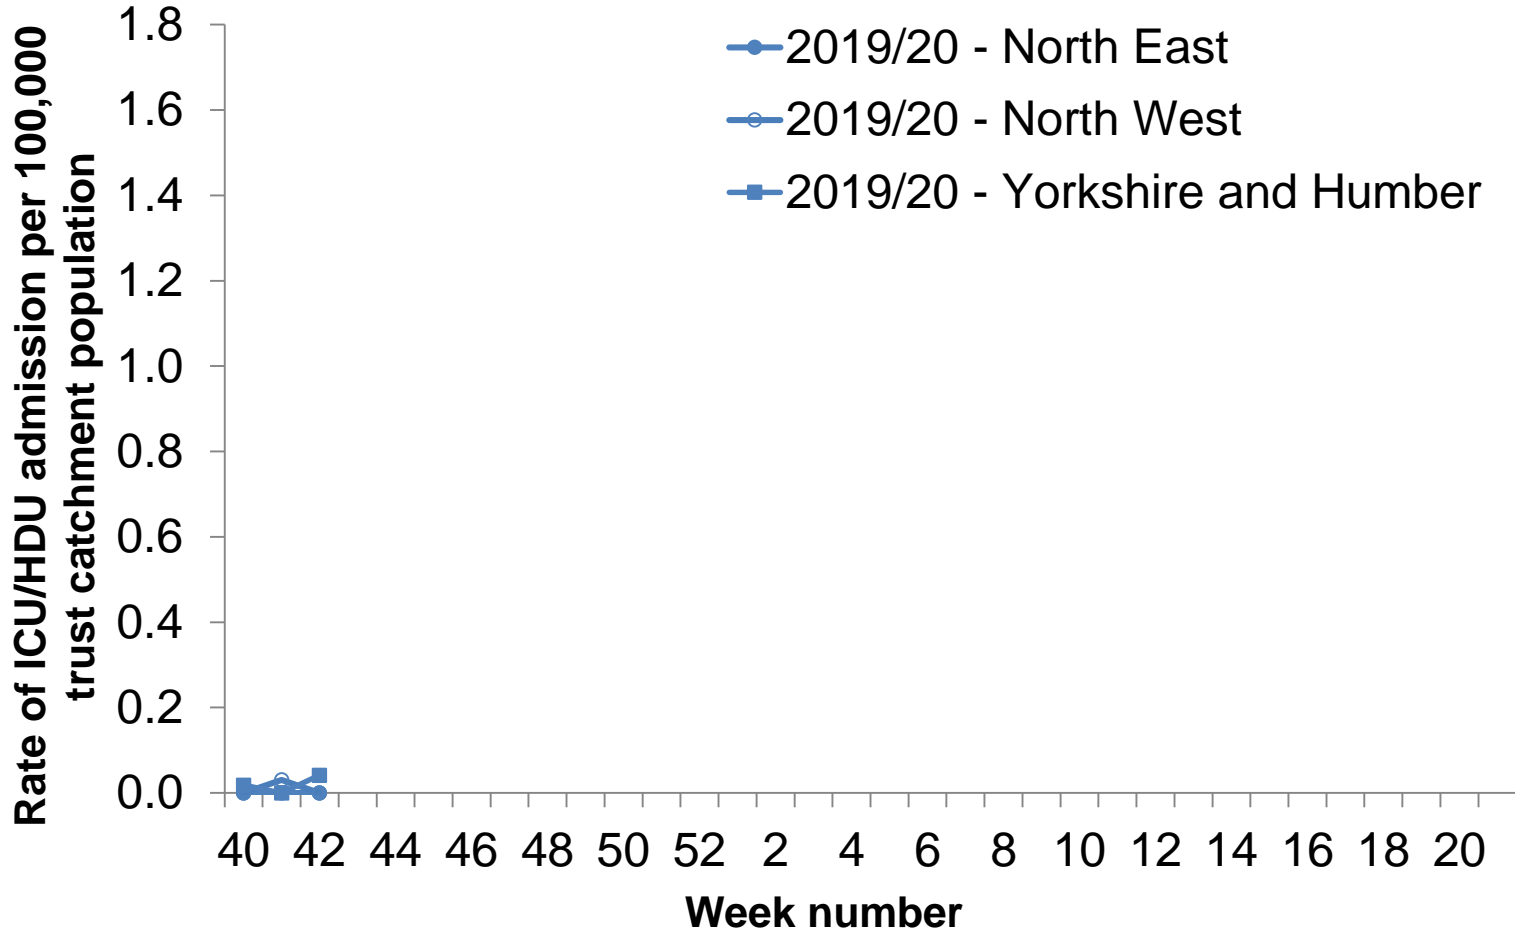 Rate of ICU/HDU admission per 100,000
trust catchment population
1.8
1.6
1.4
1.2
1.0
0.8
0.6
0.4
0.2
0.0
2019/20 - North East
2019/20 - North West
2019/20 - Yorkshire and Humber
40 42 44 46 48 50 52 2 4 6 8 10 12 14 16 18 20
Week number